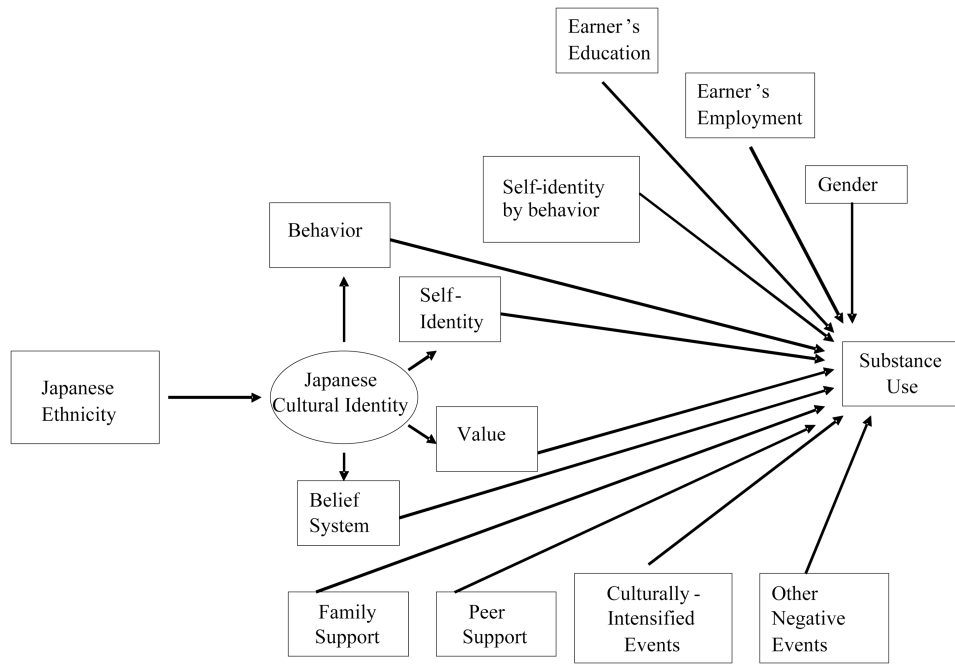 Earner's
Education
Earner's
Employment
Gender
Self-identity
by behavior
Behavior
Self-
Identity
Japanese
Ethnicity
Japanese
Cultural Identity
Value
Belief
System
Substance
Use
Family
Support
Peer
Support
Culturally -
Intensified
Events
Other
Negative
Events